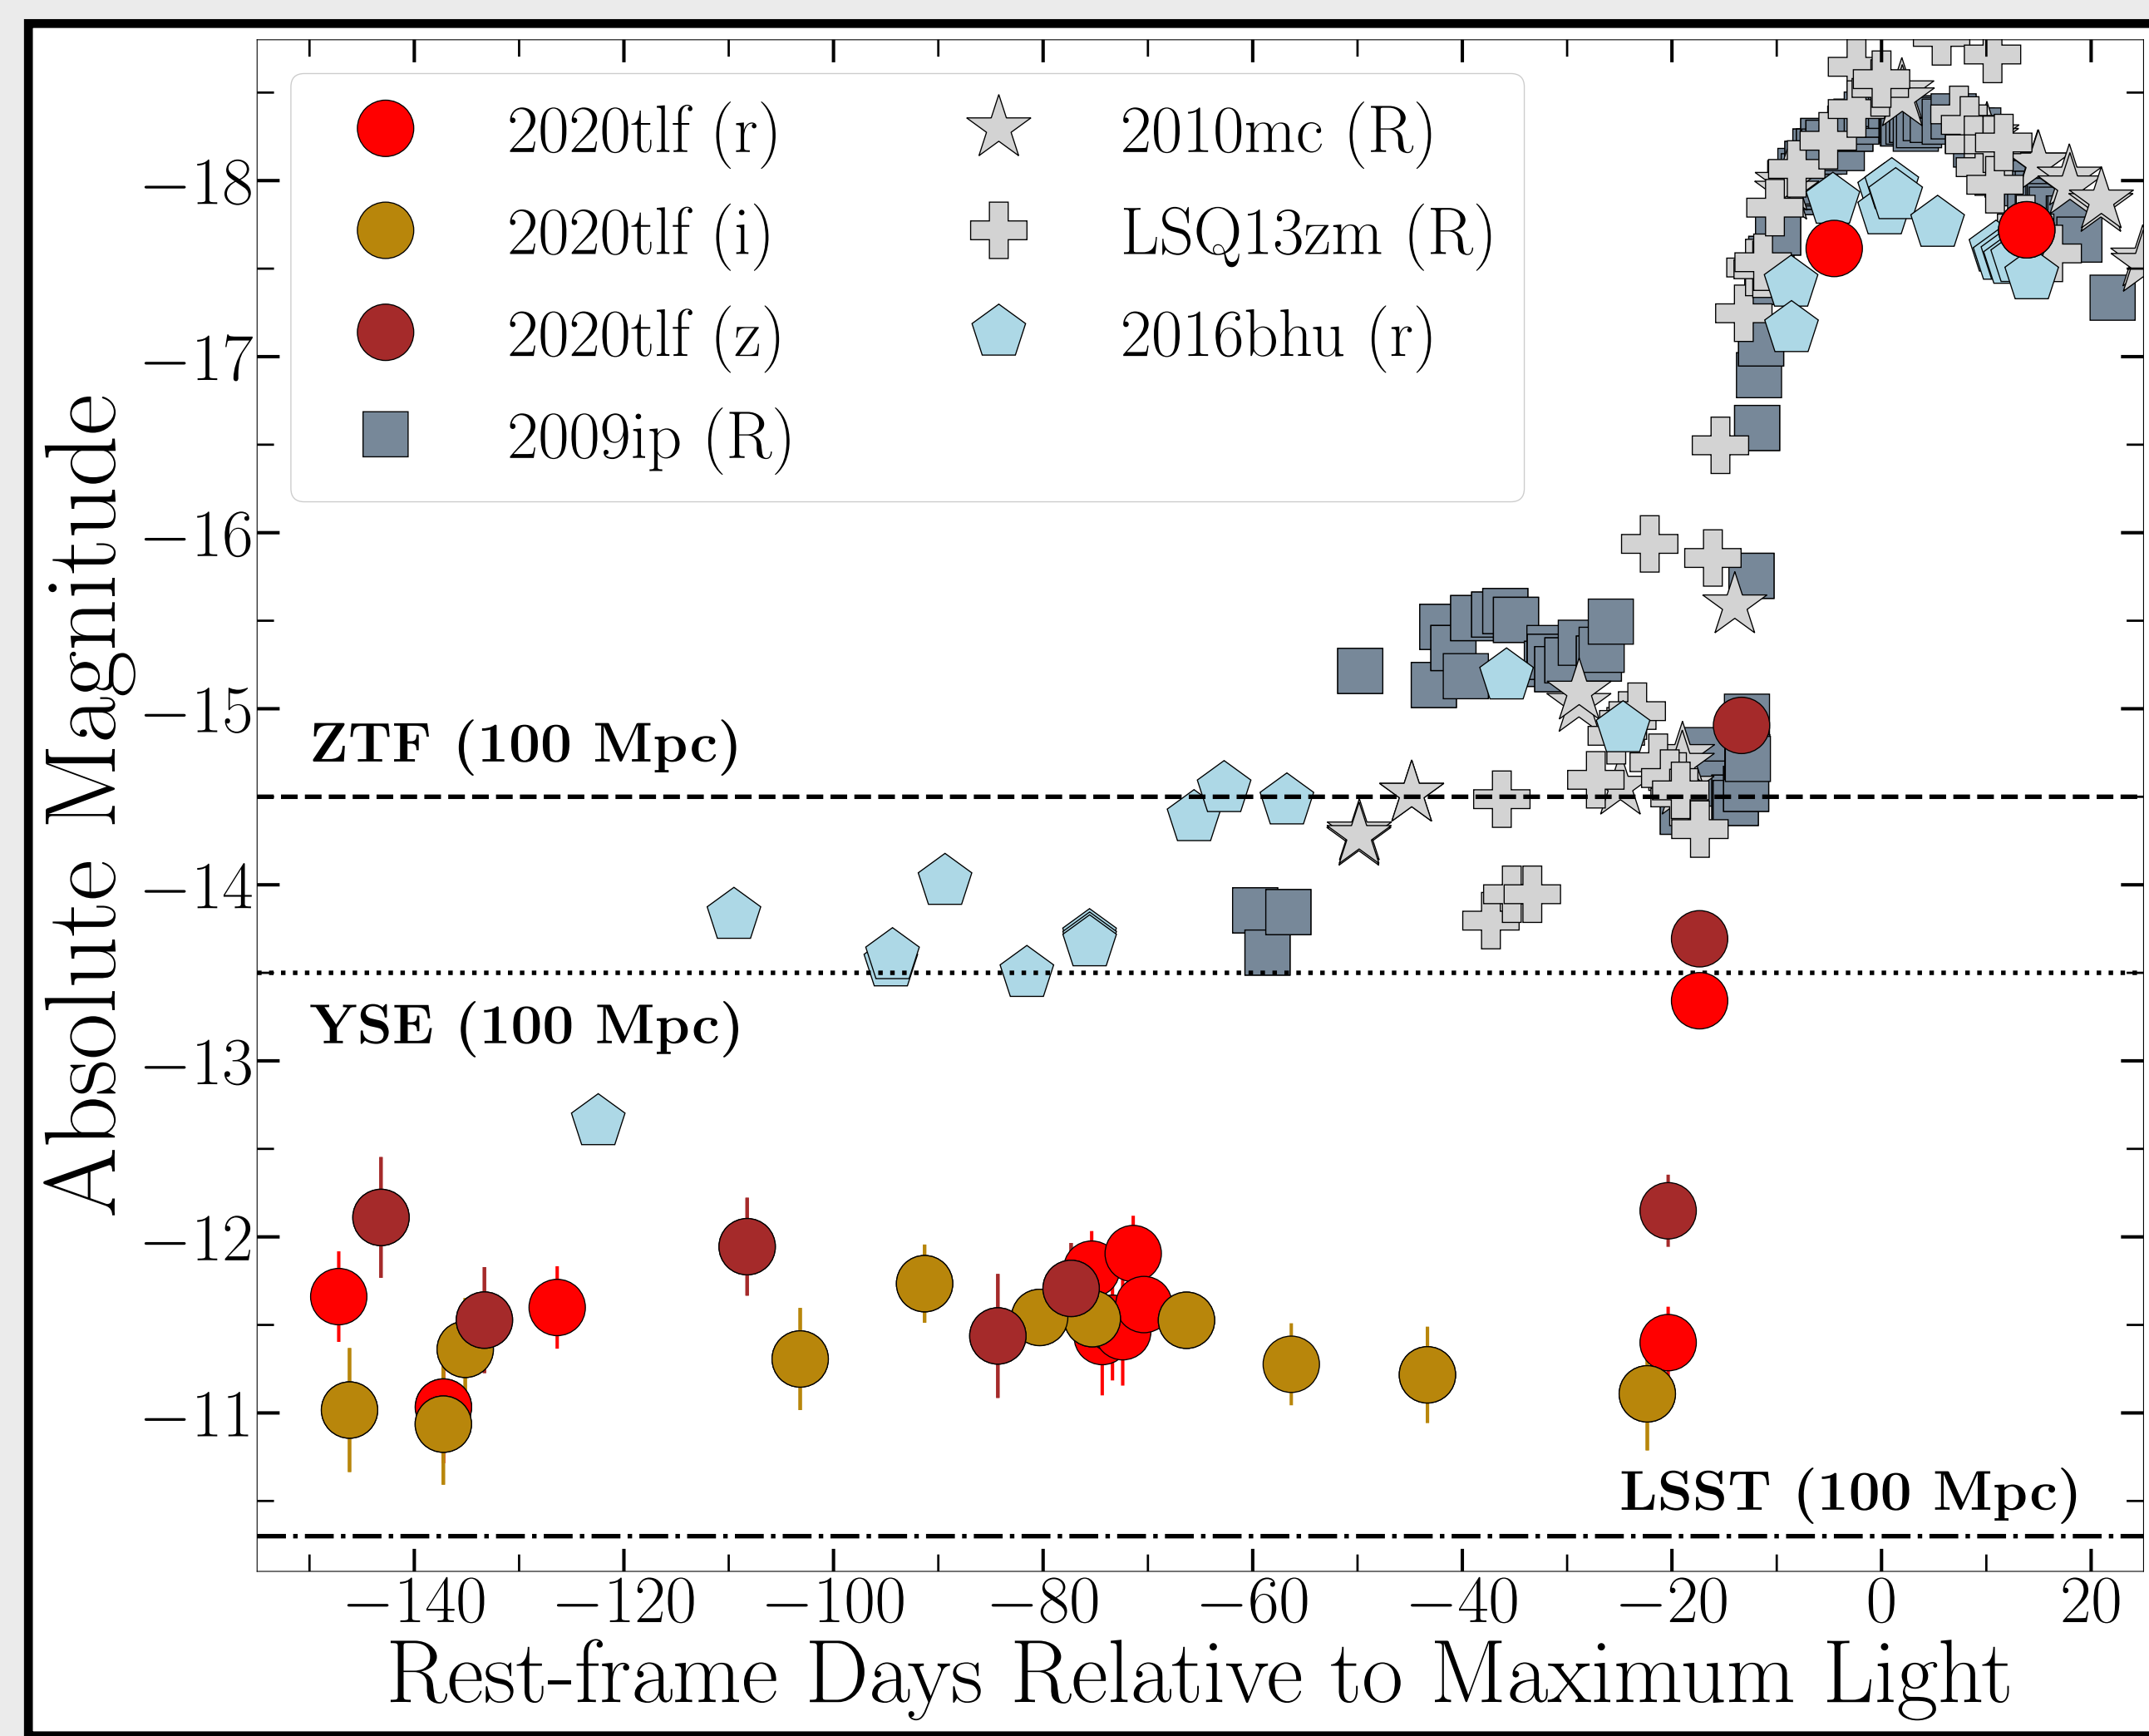 2020tlf (r)
2020tlf (i)
2020tlf (z)
2009ip (R)
2010mc (R)
LSQ13zm (R)
2016bhu (r)
Absolute Magnitude
−18
−17
−16
−15
−14
−13
−12
−11
ZTF (100 Mpc)
YSE (100 Mpc)
LSST (100 Mpc)
−140 −120 −100 −80 −60 −40 −20 0 20
Rest-frame Days Relative to Maximum Light